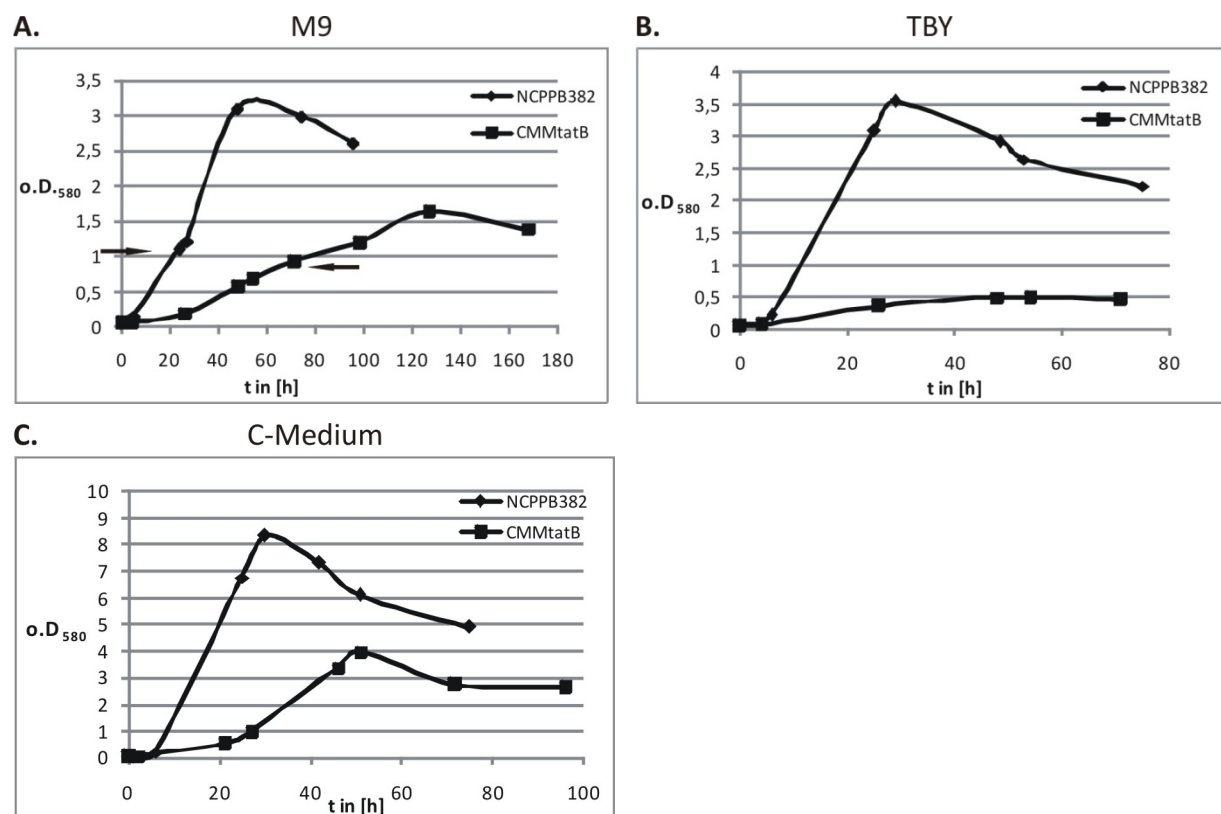 A. M9
3,5
3
2,5
2
1,5
1
0,5
0
o.D.580
NCPPB382
CMMtatB
0 20 40 60 80 100 120 140 160 180
t in [h]
B. TBY
4
3,5
3
2,5
2
1,5
1
0,5
0
o.D580
NCPPB382
CMMtatB
0 20 40 60 80
t in [h]
C. C-Medium
10
9
8
7
6
5
4
3
2
1
0
o.D580
NCPPB382
CMMtatB
0 20 40 60 80 100
t in [h]